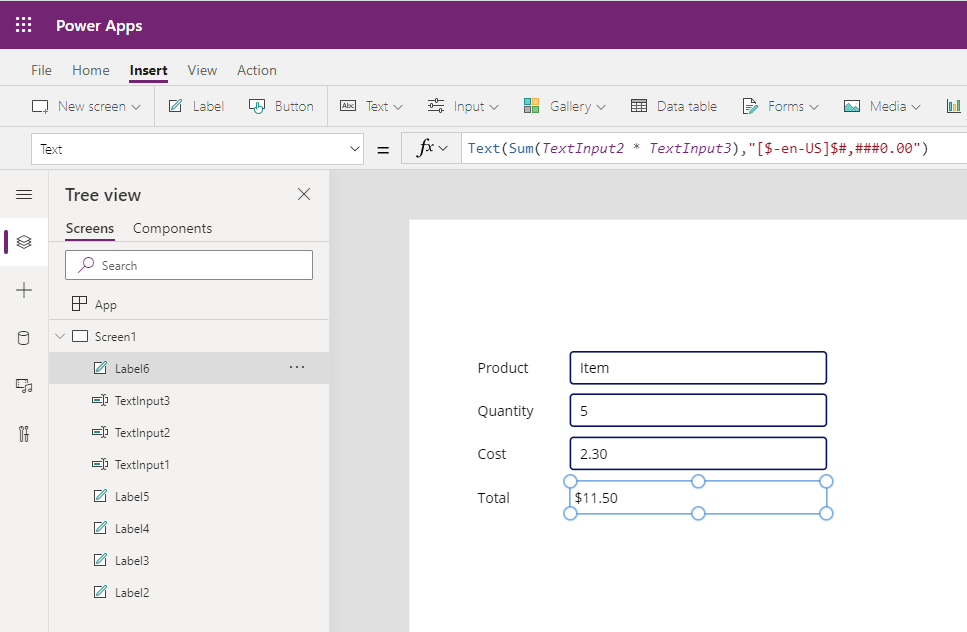 Power Apps
File Home Insert View Action
New screen Label Button Text Input Gallery Data table Forms Media
Text = fx Text(Sum(TextInput2 * TextInput3),"[$-en-US]$#,###0.00")
Tree view
Screens Components
Search
App
Screen1
Label6 ...
TextInput3
TextInput2
TextInput1
Label5
Label4
Label3
Label2
Product Item
Quantity 5
Cost 2.30
Total $11.50